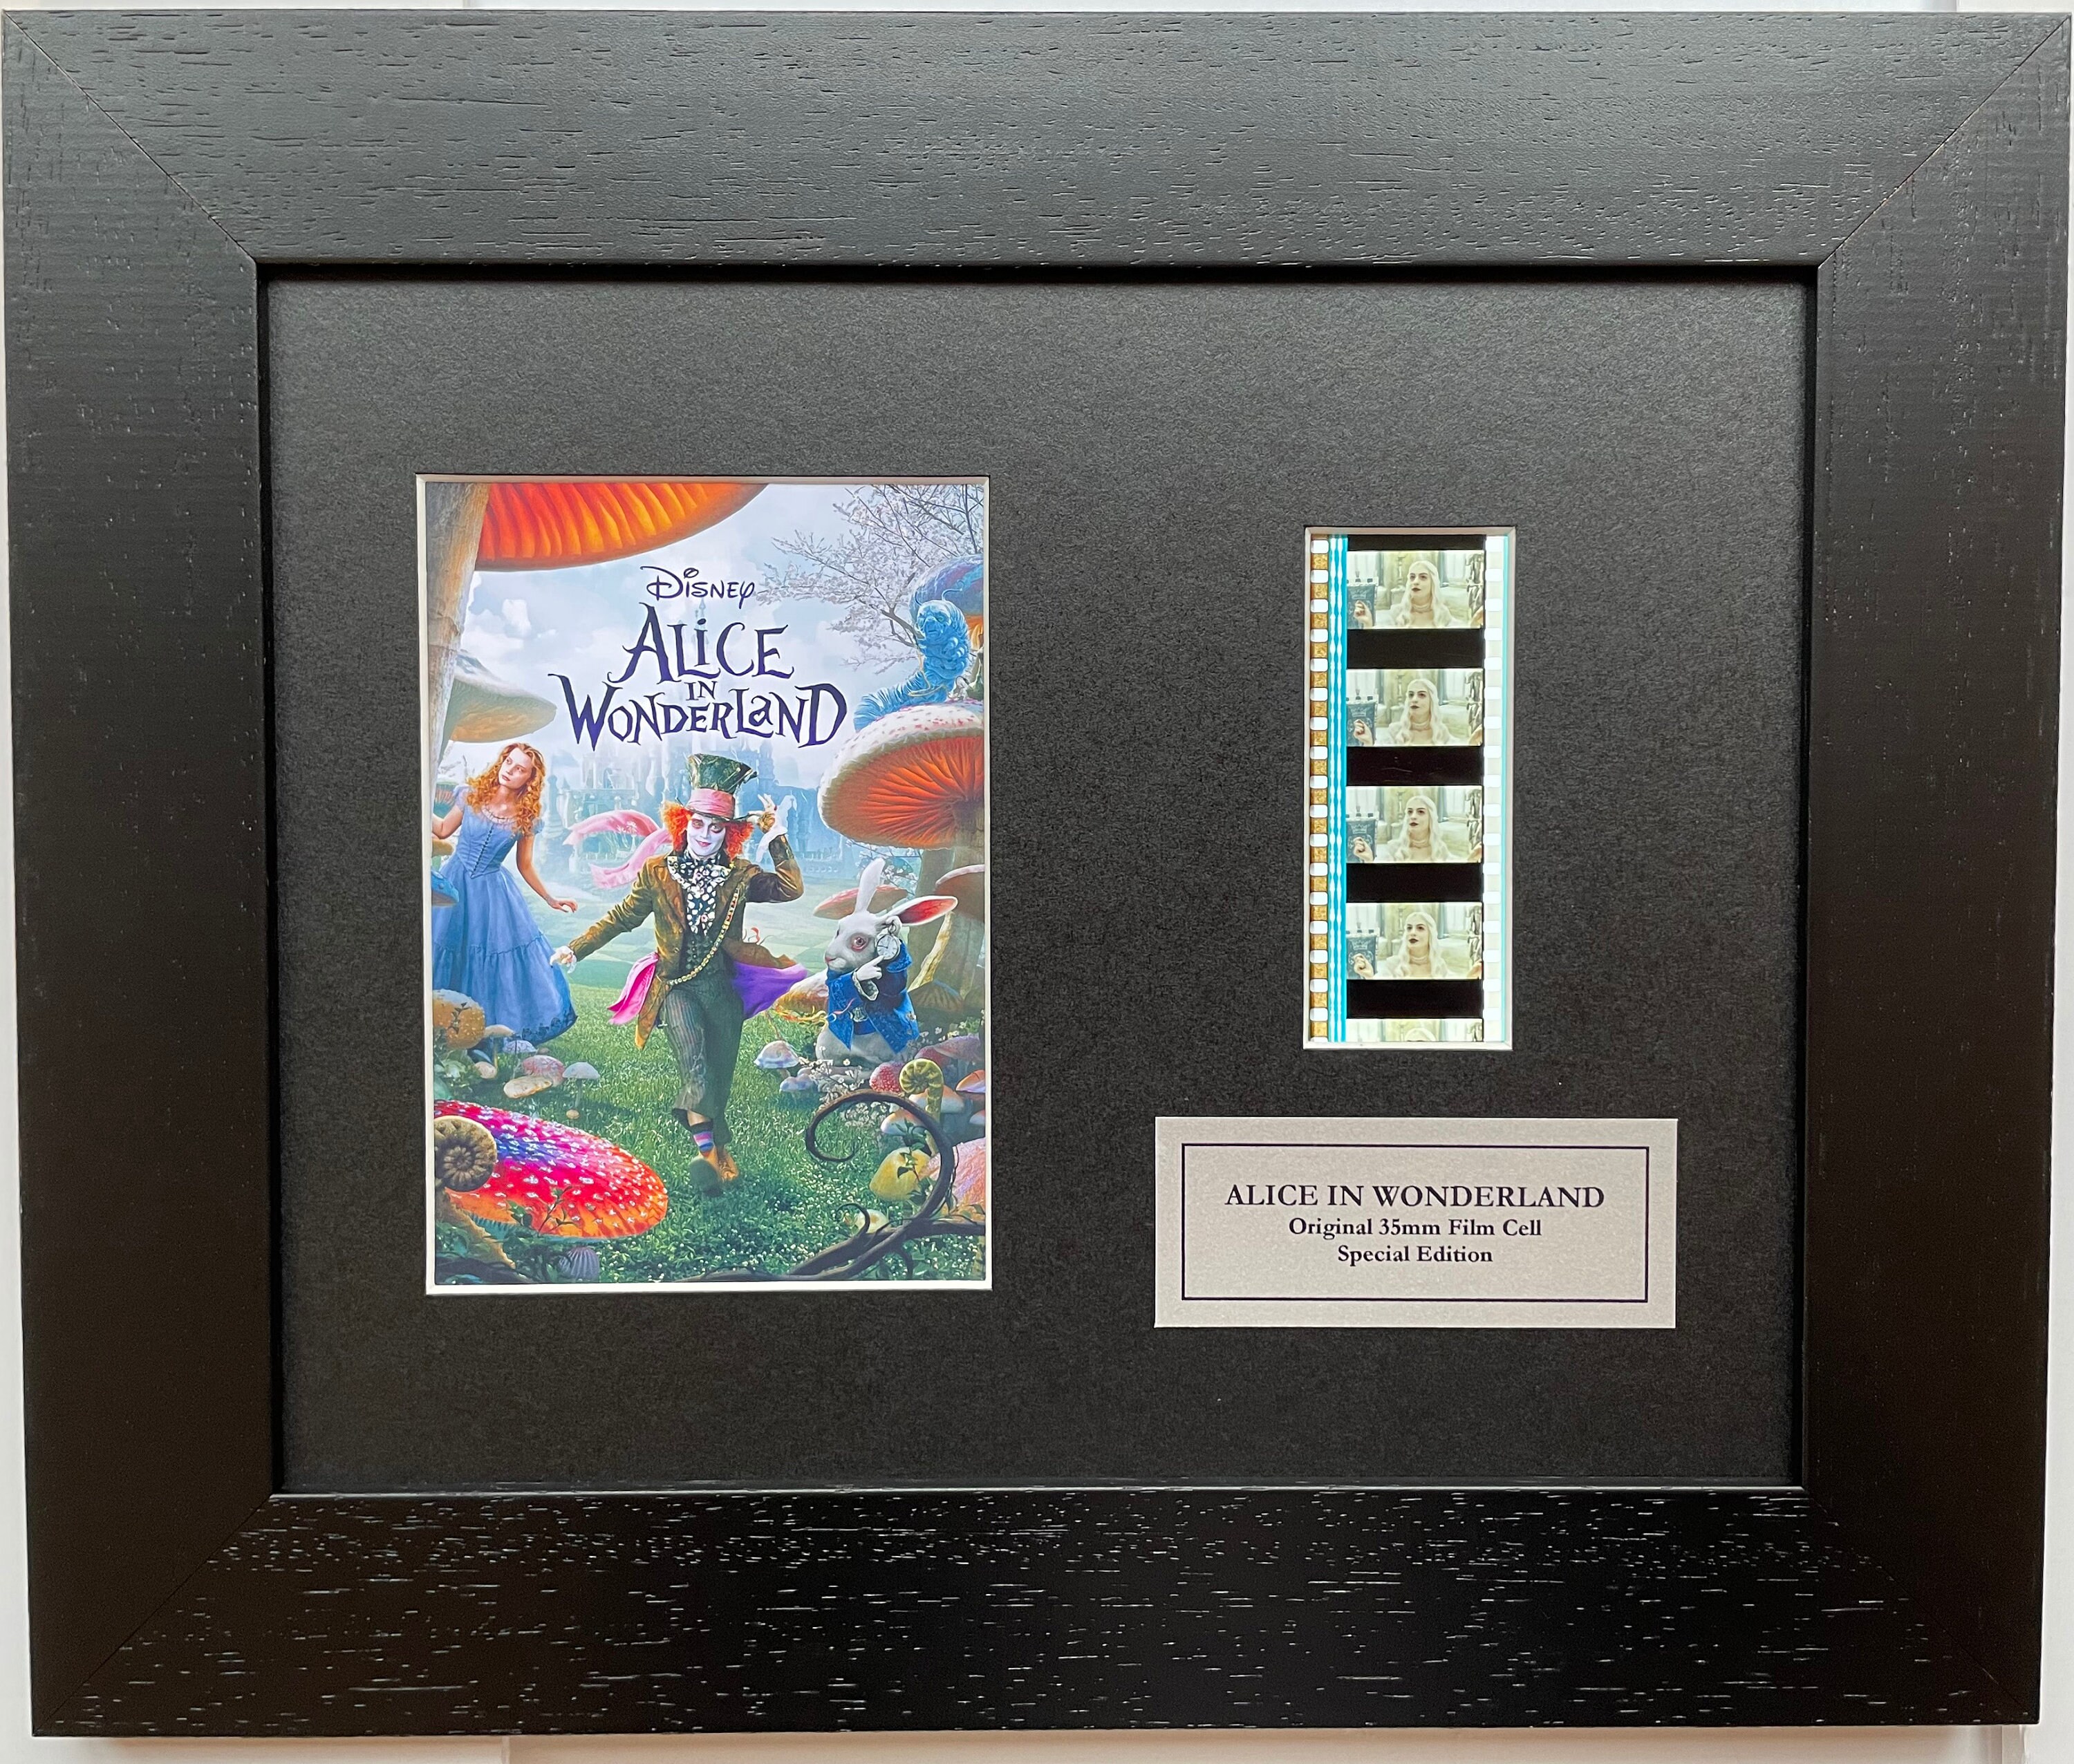 Disney
ALiCE
IN
WONDERLaND
ALICE IN WONDERLAND
Original 35mm Film Cell
Special Edition